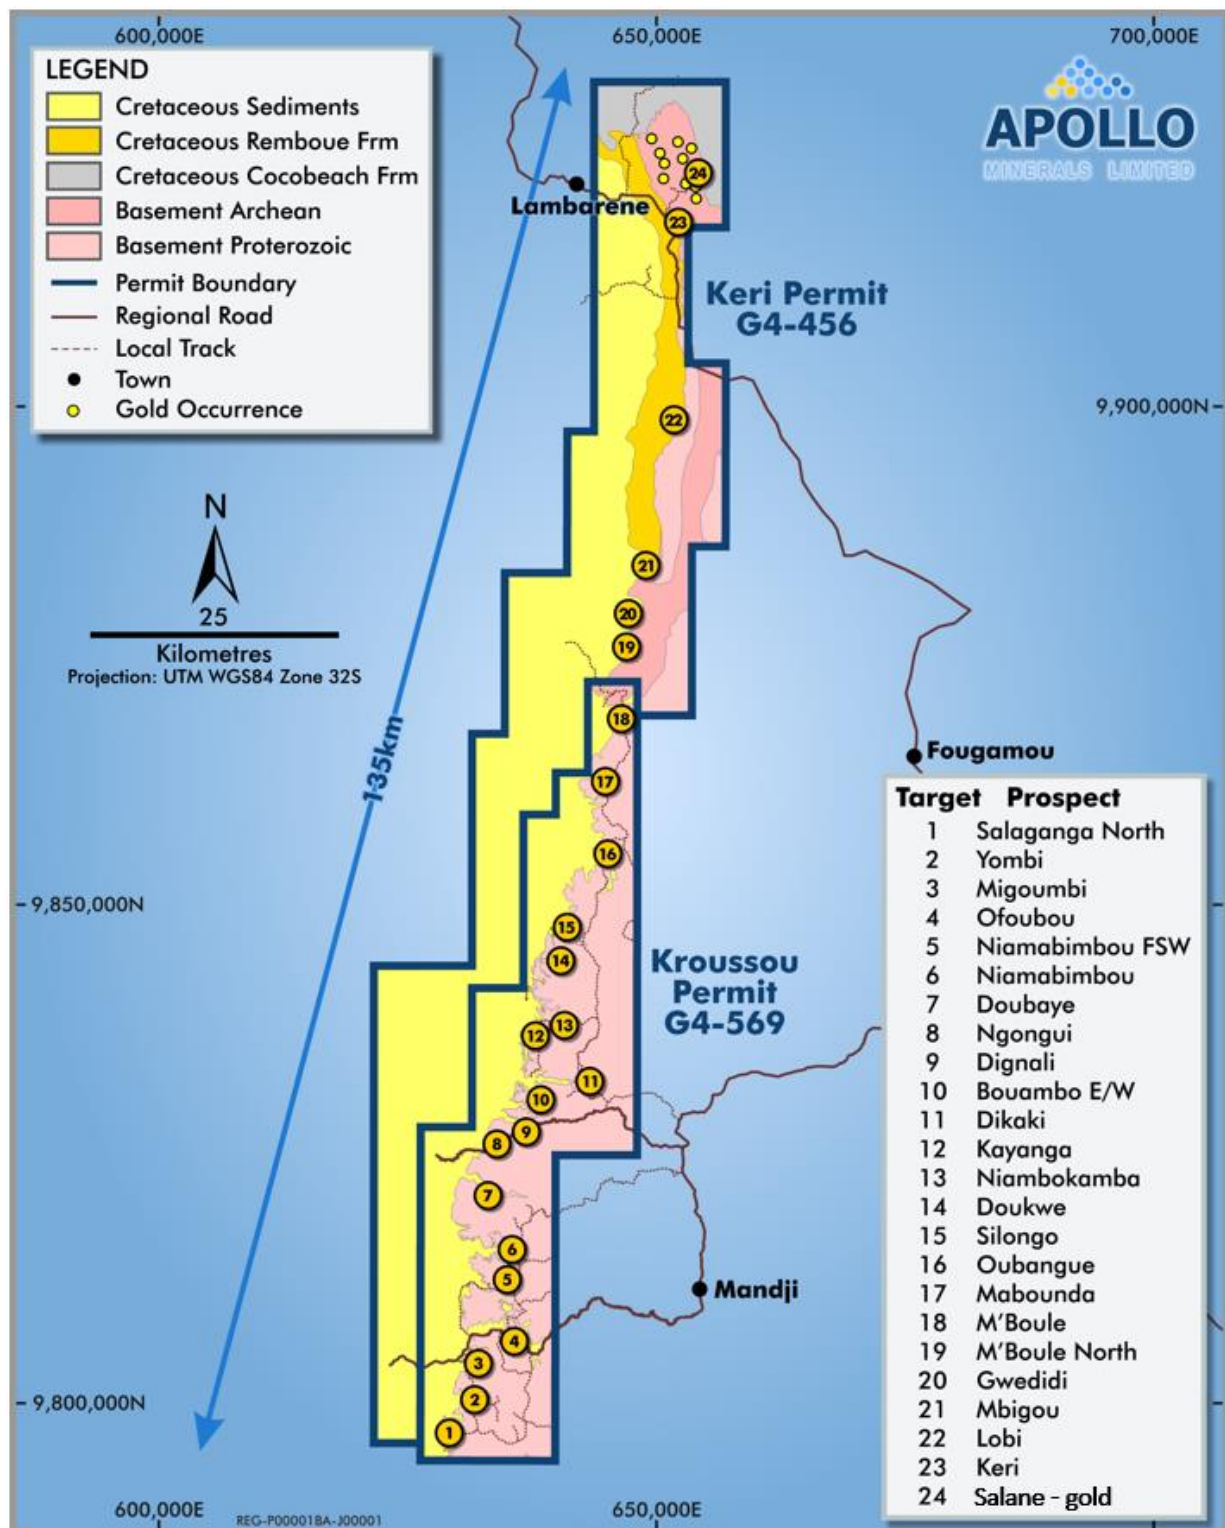 600,000E
650,000E
700,000E
LEGEND
Cretaceous Sediments
Cretaceous Remboue Frm
Cretaceous Cocobeach Frm
Basement Archean
Basement Proterozoic
Permit Boundary
Regional Road
Local Track
Town
Gold Occurrence
APOLLO
MINERALS LIMITED
24
Lambarene
23
Keri Permit
G4-456
22
9,900,000N
N
25
Kilometres
Projection: UTM WGS84 Zone 32S
135km
21
20
19
18
17
16
Fougamou
9,850,000N
15
14
13
12
11
10
9
8
7
6
5
4
3
2
1
Kroussou
Permit
G4-569
Mandji
9,800,000N
Target Prospect
1 Salaganga North
2 Yombi
3 Migoumbi
4 Ofoubou
5 Niamabimbou FSW
6 Niamabimbou
7 Doubaye
8 Ngongui
9 Dignali
10 Bouambo E/W
11 Dikaki
12 Kayanga
13 Niambokamba
14 Doukwe
15 Silongo
16 Oubangue
17 Mabounda
18 M'Boule
19 M'Boule North
20 Gwedidi
21 Mbigou
22 Lobi
23 Keri
24 Salane - gold
600,000E
REG-P00001BA-J00001
650,000E